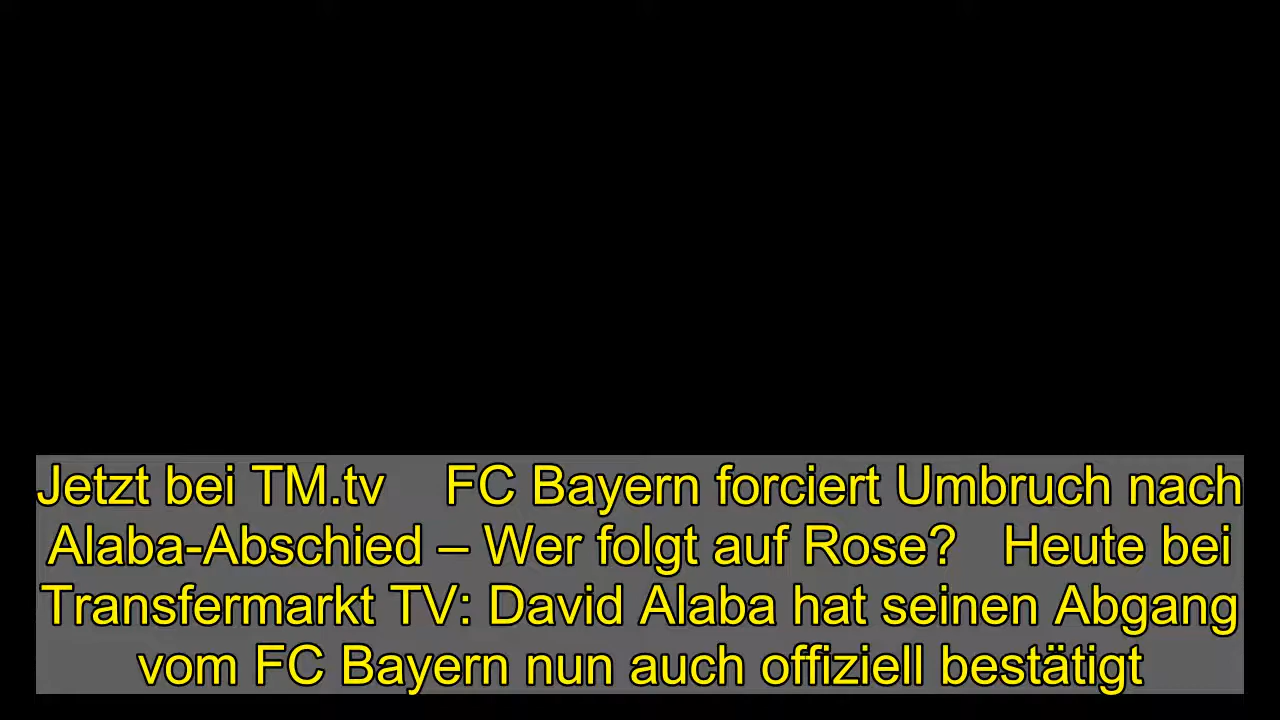 Jetzt bei TM.tv    FC Bayern forciert Umbruch nach
Alaba-Abschied – Wer folgt auf Rose?   Heute bei
Transfermarkt TV: David Alaba hat seinen Abgang
vom FC Bayern nun auch offiziell bestätigt